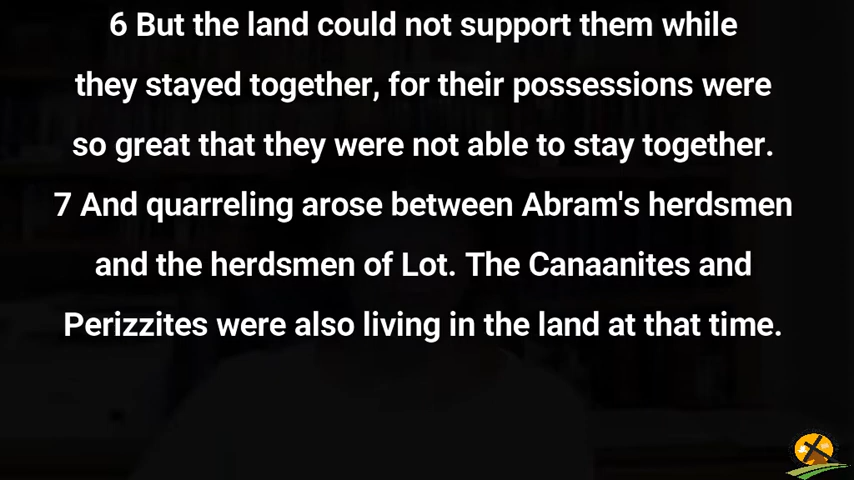 6 But the land could not support them while
they stayed together, for their possessions were
so great that they were not able to stay together.
7 And quarreling arose between Abram's herdsmen
and the herdsmen of Lot. The Canaanites and
Perizzites were also living in the land at that time.